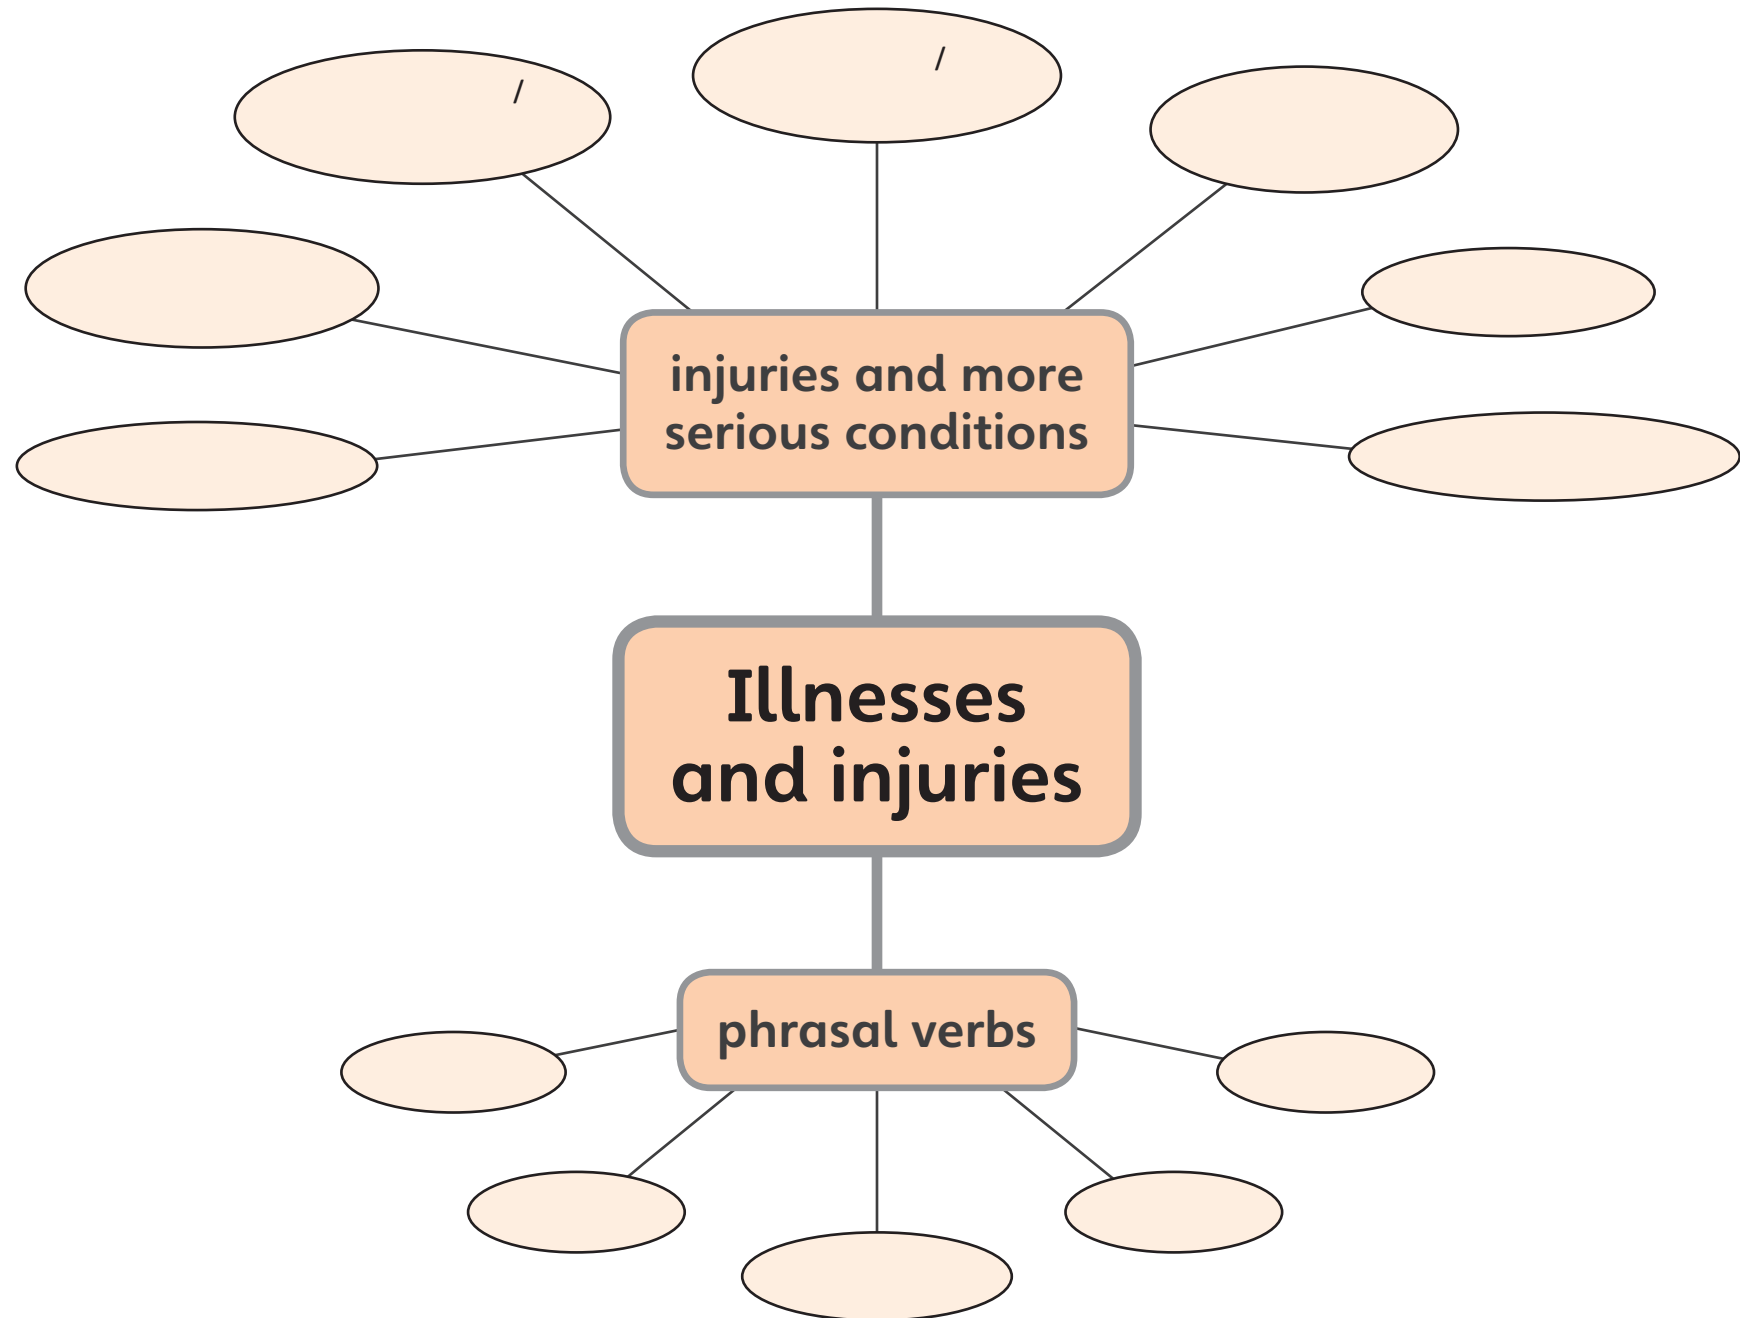 /
/
injuries and more
serious conditions
Illnesses
and injuries
phrasal verbs